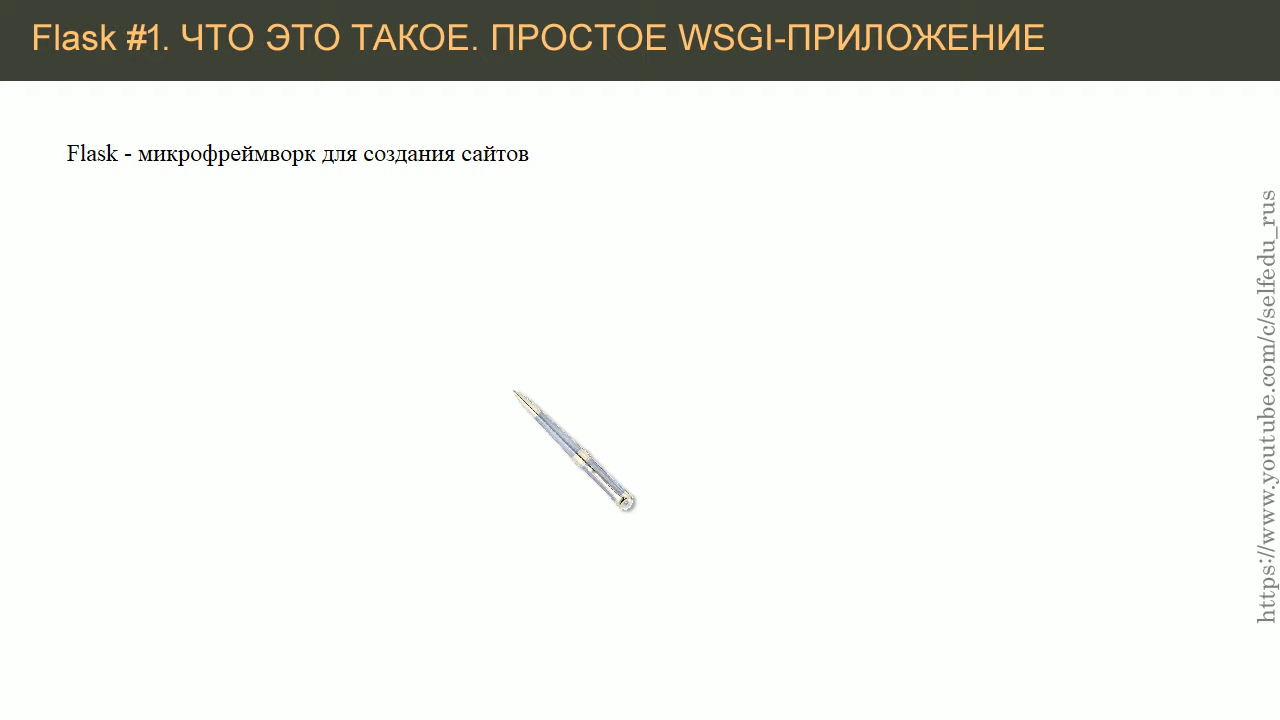 Flask #1. ЧТО ЭТО ТАКОЕ. ПРОСТОЕ WSGI-ПРИЛОЖЕНИЕ
Flask - микрофреймворк для создания сайтов
https://www.youtube.com/c/selfedu_rus